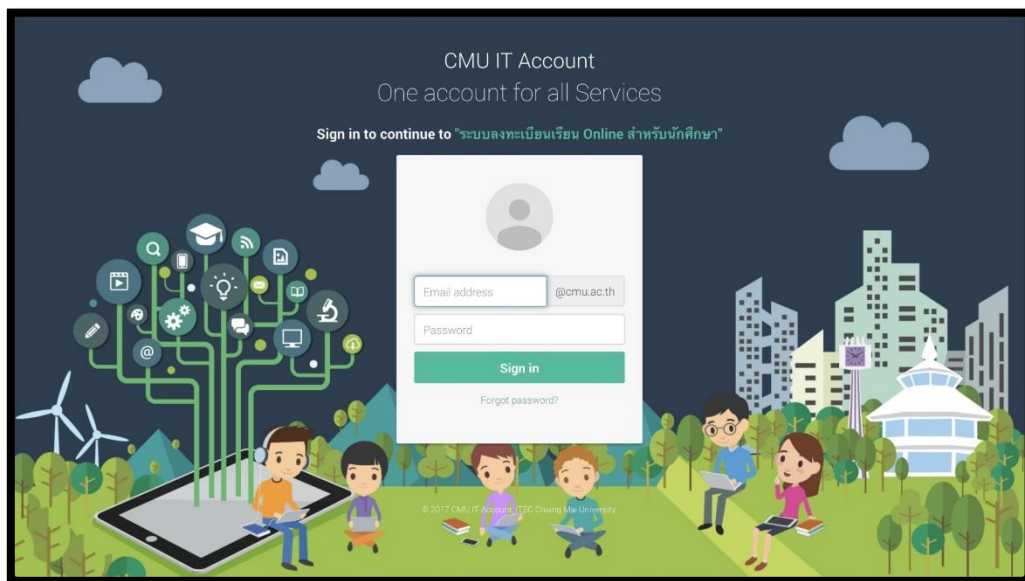 CMU IT Account
One account for all Services
Sign in to continue to "ระบบลงทะเบียนเรียน Online สำหรับนักศึกษา"
Email address @cmu.ac.th
Password
Sign in
Forgot password?
@
© 2017 CMU IT Account, ITSC Chiang Mai University